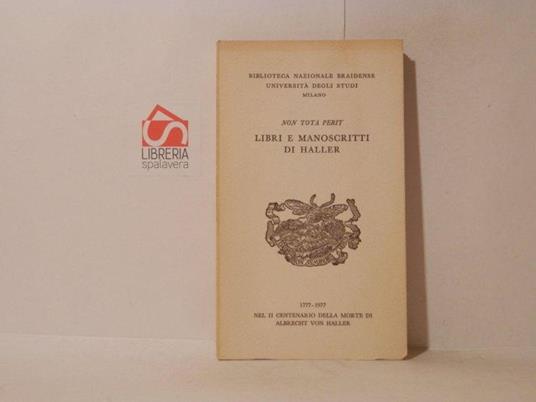 BIBLIOTECA NAZIONALE BRAIDENSE
UNIVERSITÀ DEGLI STUDI
MILANO
NON TOTA PERIT
LIBRI E MANOSCRITTI
DI HALLER
1777-1977
NEL II CENTENARIO DELLA MORTE DI
ALBRECHT VON HALLER
LIBRERIA
spalavera